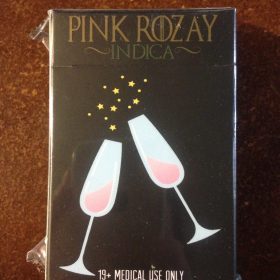 PINK ROZAY
~INDICA~
19+ MEDICAL USE ONLY